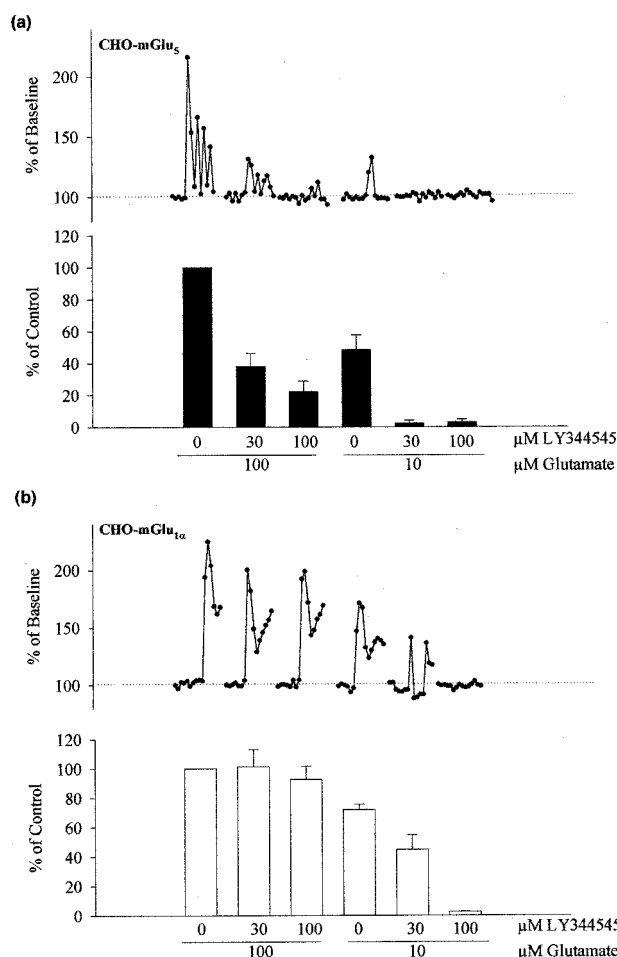 (a)
CHO-mGlu5
200
150
100
% of Baseline
120
100
80
60
40
20
0
% of Control
0 30 100 0 30 100 µM LY344545
100 10 µM Glutamate
(b)
CHO-mGlu1α
200
150
100
% of Baseline
120
100
80
60
40
20
0
% of Control
0 30 100 0 30 100 µM LY344545
100 10 µM Glutamate